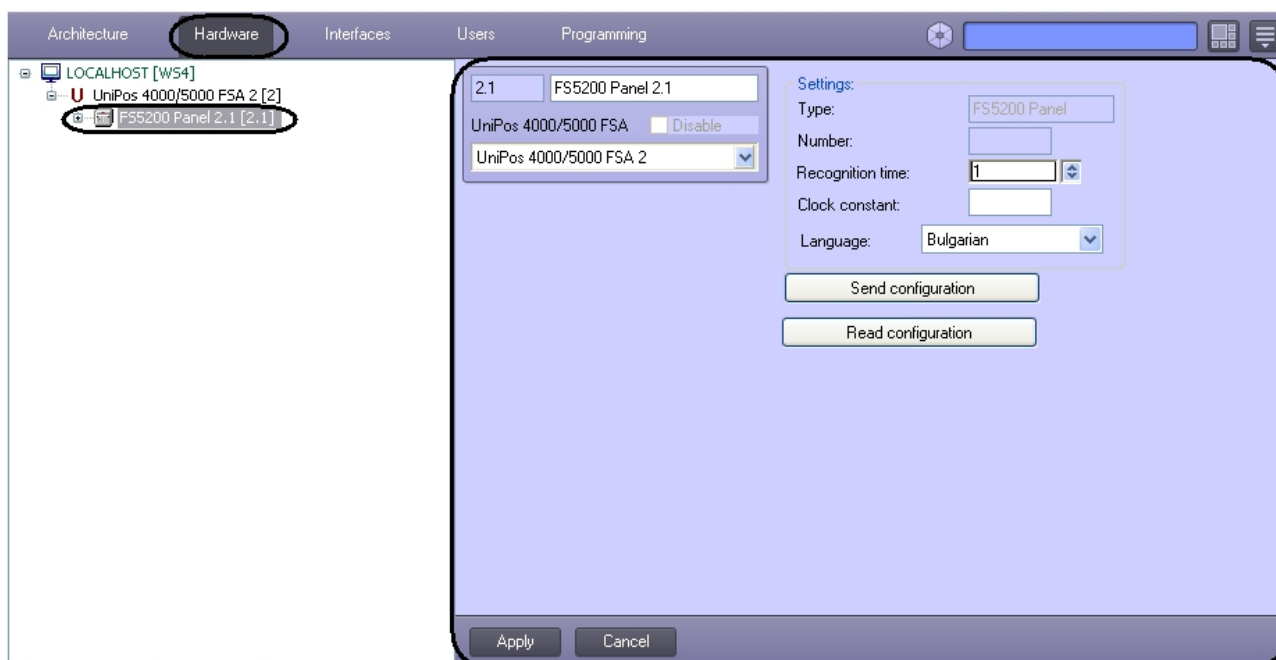 Architecture Hardware Interfaces Users Programming
LOCALHOST [WS4]
U UniPos 4000/5000 FSA 2 [2]
FS5200 Panel 2.1 [2.1]
2.1 FS5200 Panel 2.1
UniPos 4000/5000 FSA Disable
UniPos 4000/5000 FSA 2
Settings:
Type: FS5200 Panel
Number:
Recognition time: 1
Clock constant:
Language: Bulgarian
Send configuration
Read configuration
Apply Cancel